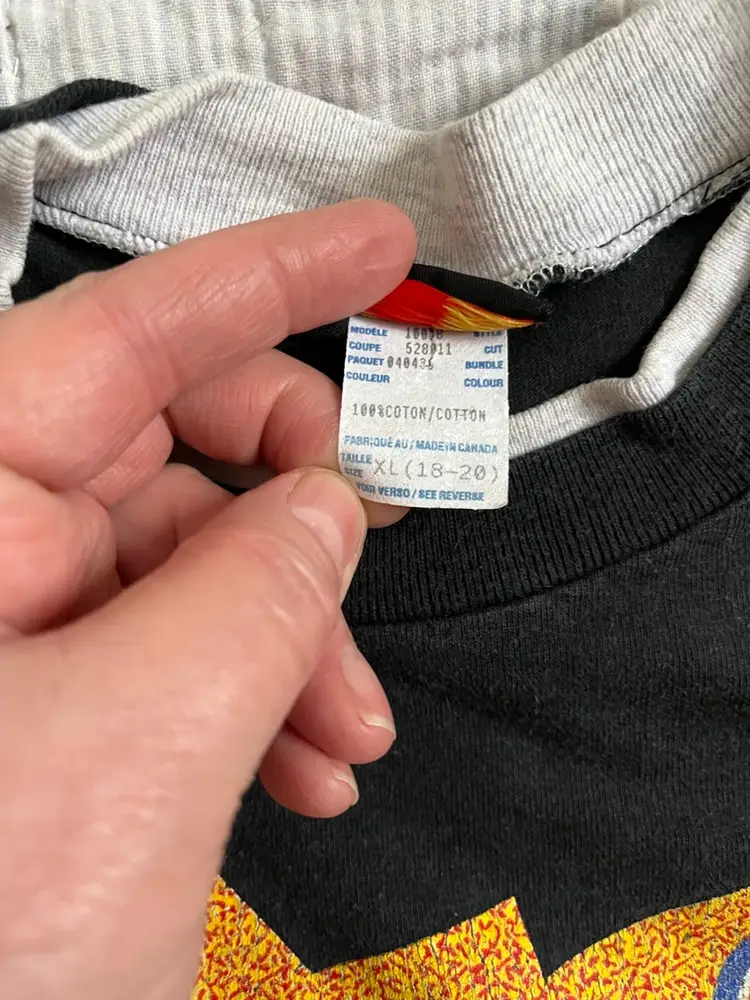 MODÈLE STYLE
COUPE 528011 CUT
PAQUET 040436 BUNDLE
COULEUR COLOUR
100%COTON/COTTON
FABRIQUÉ AU/MADE IN CANADA
TAILLE
SIZE XL(18-20)
VOIR VERSO/SEE REVERSE